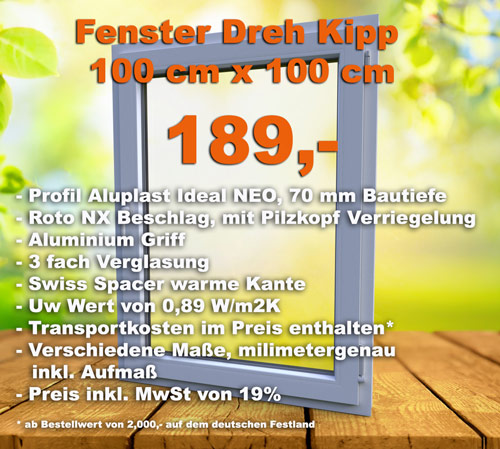 Fenster Dreh Kipp
100 cm x 100 cm
189,-
- Profil Aluplast Ideal NEO, 70 mm Bautiefe
- Roto NX Beschlag, mit Pilzkopf Verriegelung
- Aluminium Griff
- 3 fach Verglasung
- Swiss Spacer warme Kante
- Uw Wert von 0,89 W/m2K
- Transportkosten im Preis enthalten*
- Verschiedene Maße, milimetergenau
inkl. Aufmaß
- Preis inkl. MwSt von 19%
* ab Bestellwert von 2,000,- auf dem deutschen Festland